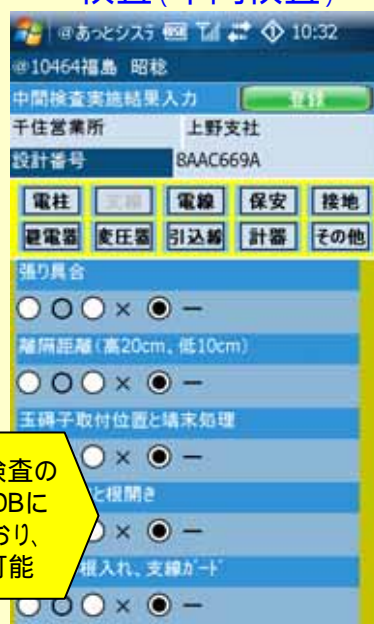 検査(中間検査)
@あっとシステ 10:32
@10464福島 昭稔
中間検査実施結果入力 登録
千住営業所 上野支社
設計番号 8AAC669A
電柱 支線 電線 保安 接地
避電器 変圧器 引込線 計器 その他
張り具合
○ × ー
離隔距離(高20cm、低10cm)
○ × ー
玉碍子取付位置と端末処理
× ー
と根開き
× ー
根入れ、支線ガード
○ × ー
検査の
DBに
おり、
可能